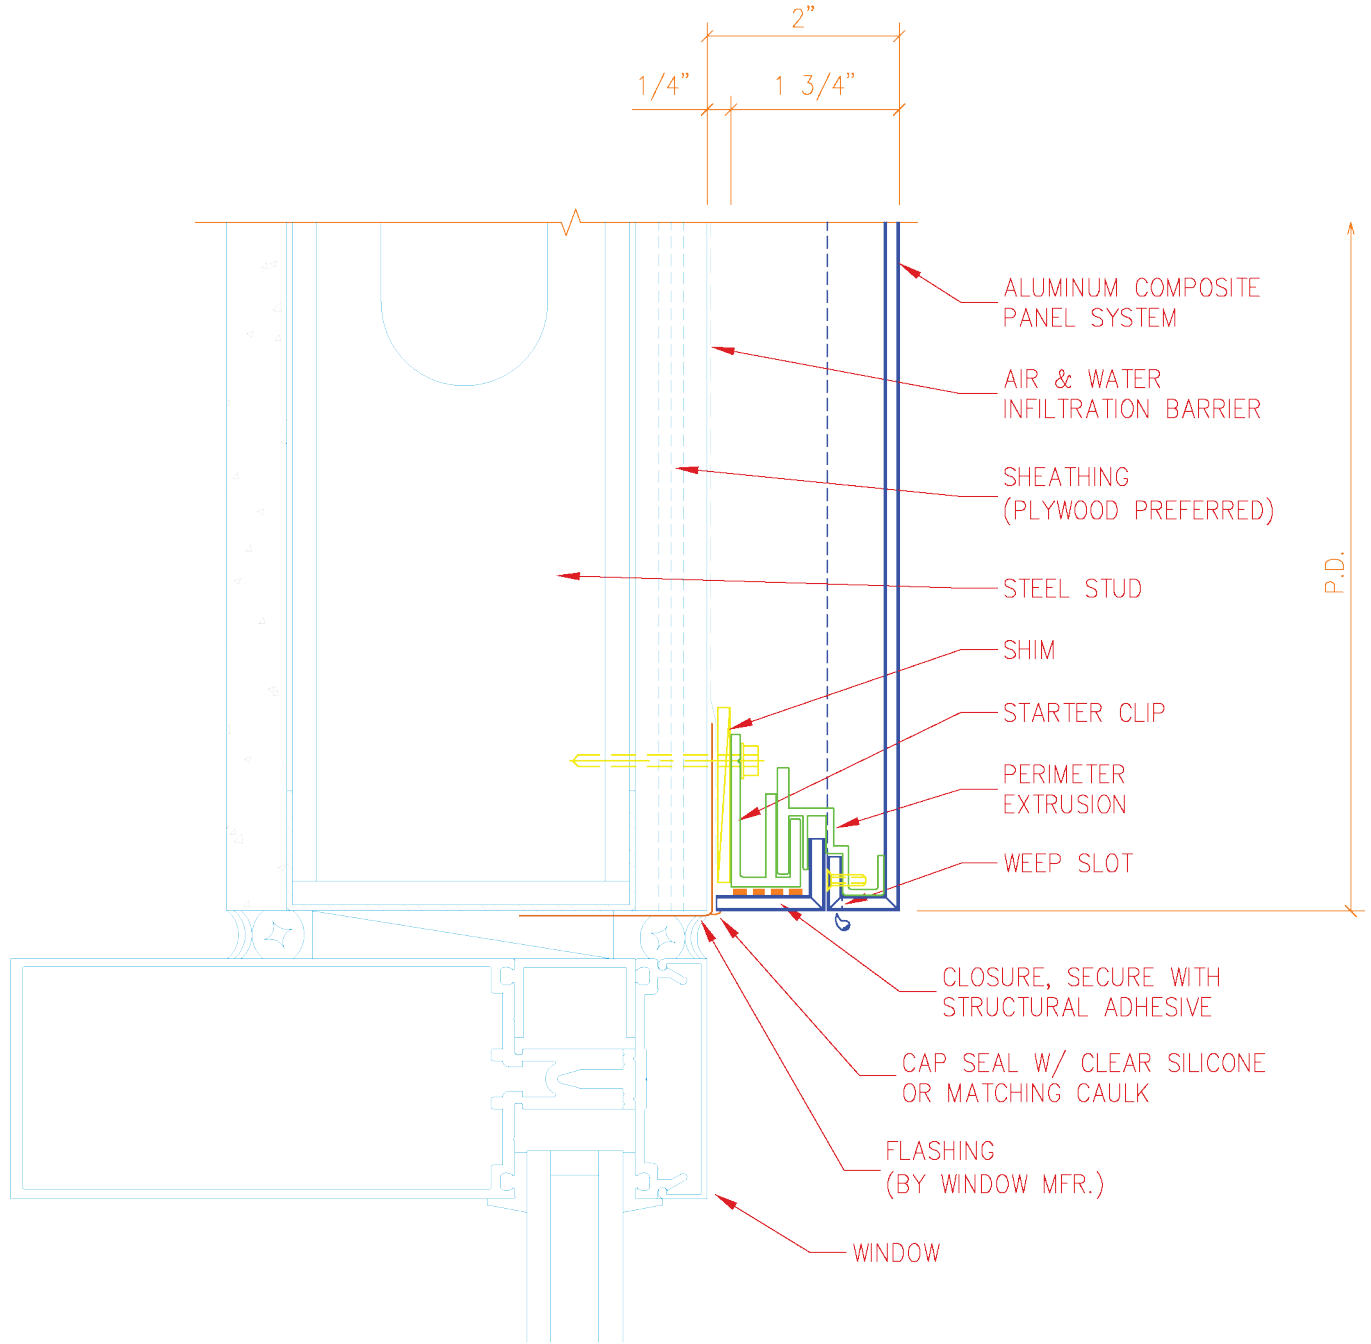 2"
1/4"
1 3/4"
ALUMINUM COMPOSITE
PANEL SYSTEM
AIR & WATER
INFILTRATION BARRIER
SHEATHING
(PLYWOOD PREFERRED)
STEEL STUD
P.D.
SHIM
STARTER CLIP
PERIMETER
EXTRUSION
WEEP SLOT
CLOSURE, SECURE WITH
STRUCTURAL ADHESIVE
CAP SEAL W/ CLEAR SILICONE
OR MATCHING CAULK
FLASHING
(BY WINDOW MFR.)
WINDOW